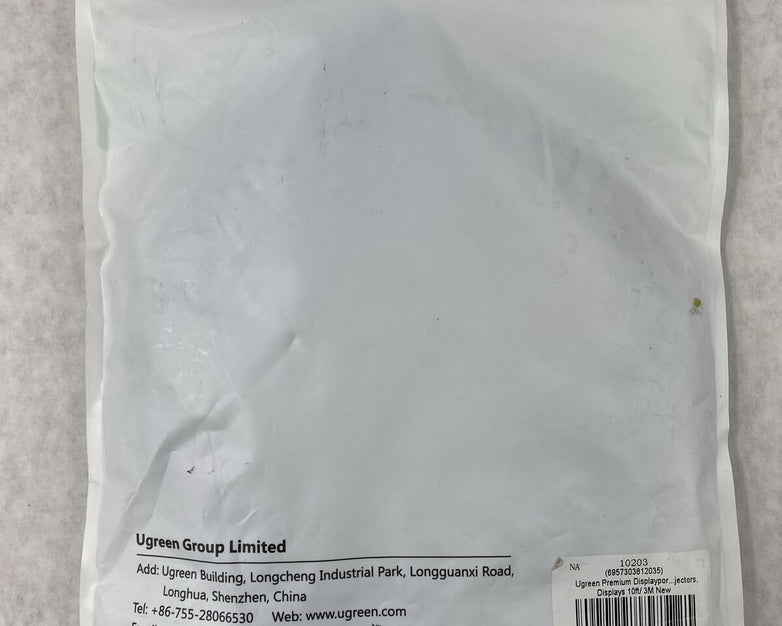 Ugreen Group Limited
Add: Ugreen Building, Longcheng Industrial Park, Longguanxi Road,
Longhua, Shenzhen, China
Tel: +86-755-28066530 Web: www.ugreen.com
NA 10203
(6957303812035)
Ugreen Premium Displaypor...jectors,
Displays 10ft/ 3M New